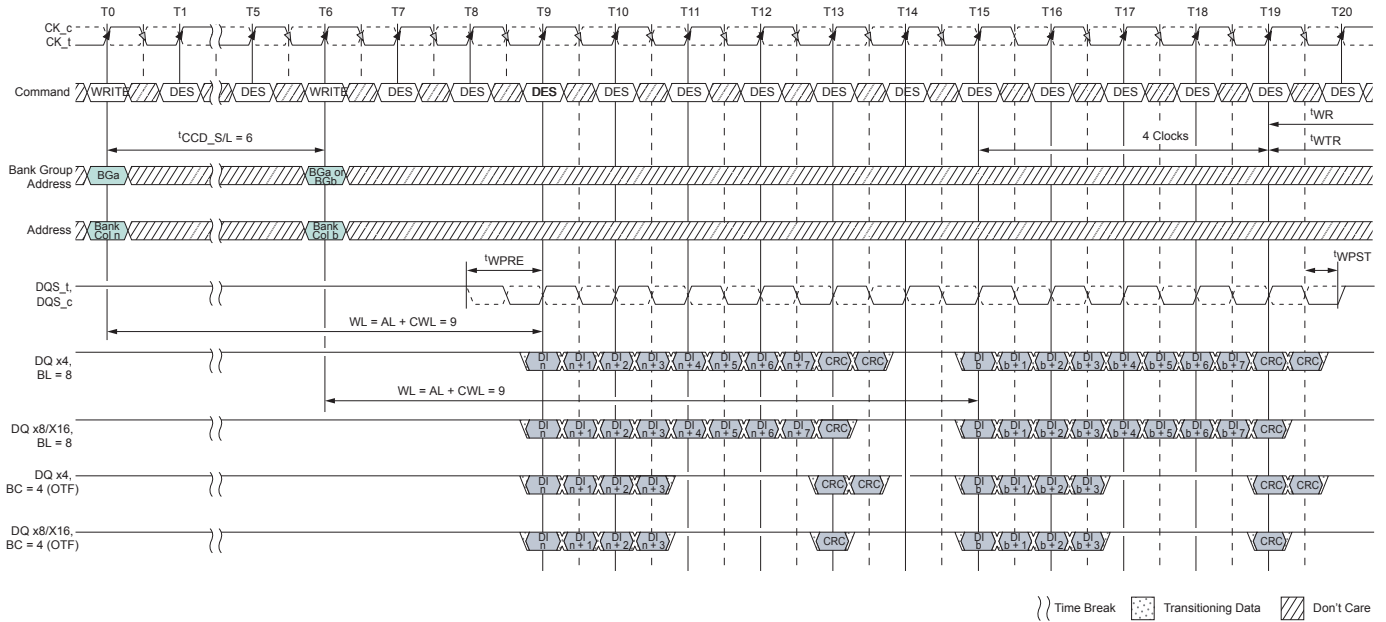 T0 T1 T5 T6 T7 T8 T9 T10 T11 T12 T13 T14 T15 T16 T17 T18 T19 T20
CK_c
CK_t
Command WRITE DES DES WRITE DES DES DES DES DES DES DES DES DES DES DES DES DES DES
tWR
tCCD_S/L = 6
4 Clocks
tWTR
Bank Group
Address
BGa
BGa or
BGb
Address
Bank
Col n
Bank
Col b
tWPRE
tWPST
DQS_t,
DQS_c
WL = AL + CWL = 9
DQ x4,
BL = 8
DI
n
DI
n + 1
DI
n + 2
DI
n + 3
DI
n + 4
DI
n + 5
DI
n + 6
DI
n + 7
CRC CRC
DI
b
DI
b + 1
DI
b + 2
DI
b + 3
DI
b + 4
DI
b + 5
DI
b + 6
DI
b + 7
CRC CRC
WL = AL + CWL = 9
DQ x8/X16,
BL = 8
DI
n
DI
n + 1
DI
n + 2
DI
n + 3
DI
n + 4
DI
n + 5
DI
n + 6
DI
n + 7
CRC
DI
b
DI
b + 1
DI
b + 2
DI
b + 3
DI
b + 4
DI
b + 5
DI
b + 6
DI
b + 7
CRC
DQ x4,
BC = 4 (OTF)
DI
n
DI
n + 1
DI
n + 2
DI
n + 3
CRC CRC
DI
b
DI
b + 1
DI
b + 2
DI
b + 3
CRC CRC
DQ x8/X16,
BC = 4 (OTF)
DI
n
DI
n + 1
DI
n + 2
DI
n + 3
CRC
DI
b
DI
b + 1
DI
b + 2
DI
b + 3
CRC
Time Break Transitioning Data Don't Care